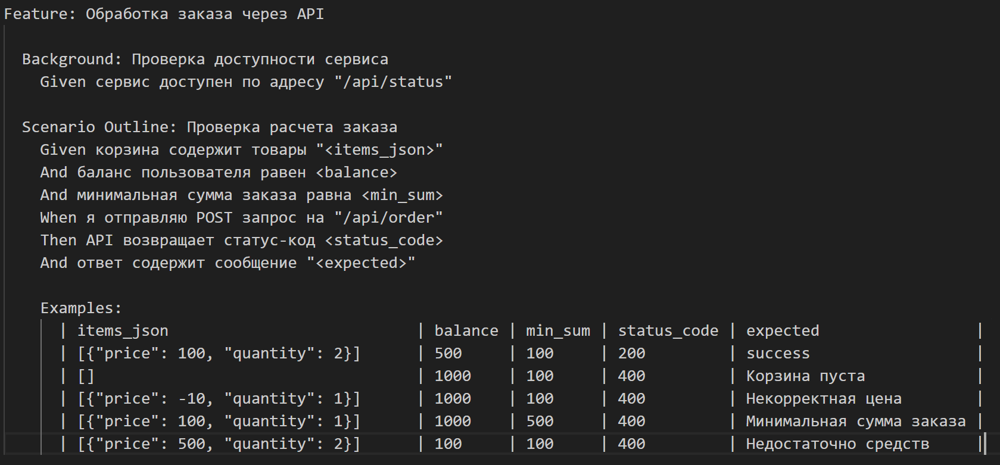 Feature: Обработка заказа через API
Background: Проверка доступности сервиса
Given сервис доступен по адресу "/api/status"
Scenario Outline: Проверка расчета заказа
Given корзина содержит товары "<items_json>"
And баланс пользователя равен <balance>
And минимальная сумма заказа равна <min_sum>
When я отправляю POST запрос на "/api/order"
Then API возвращает статус-код <status_code>
And ответ содержит сообщение "<expected>"
Examples:
| items_json | balance | min_sum | status_code | expected |
| [{"price": 100, "quantity": 2}] | 500 | 100 | 200 | success |
| [] | 1000 | 100 | 400 | Корзина пуста |
| [{"price": -10, "quantity": 1}] | 1000 | 100 | 400 | Некорректная цена |
| [{"price": 100, "quantity": 1}] | 1000 | 500 | 400 | Минимальная сумма заказа |
| [{"price": 500, "quantity": 2}] | 100 | 100 | 400 | Недостаточно средств |